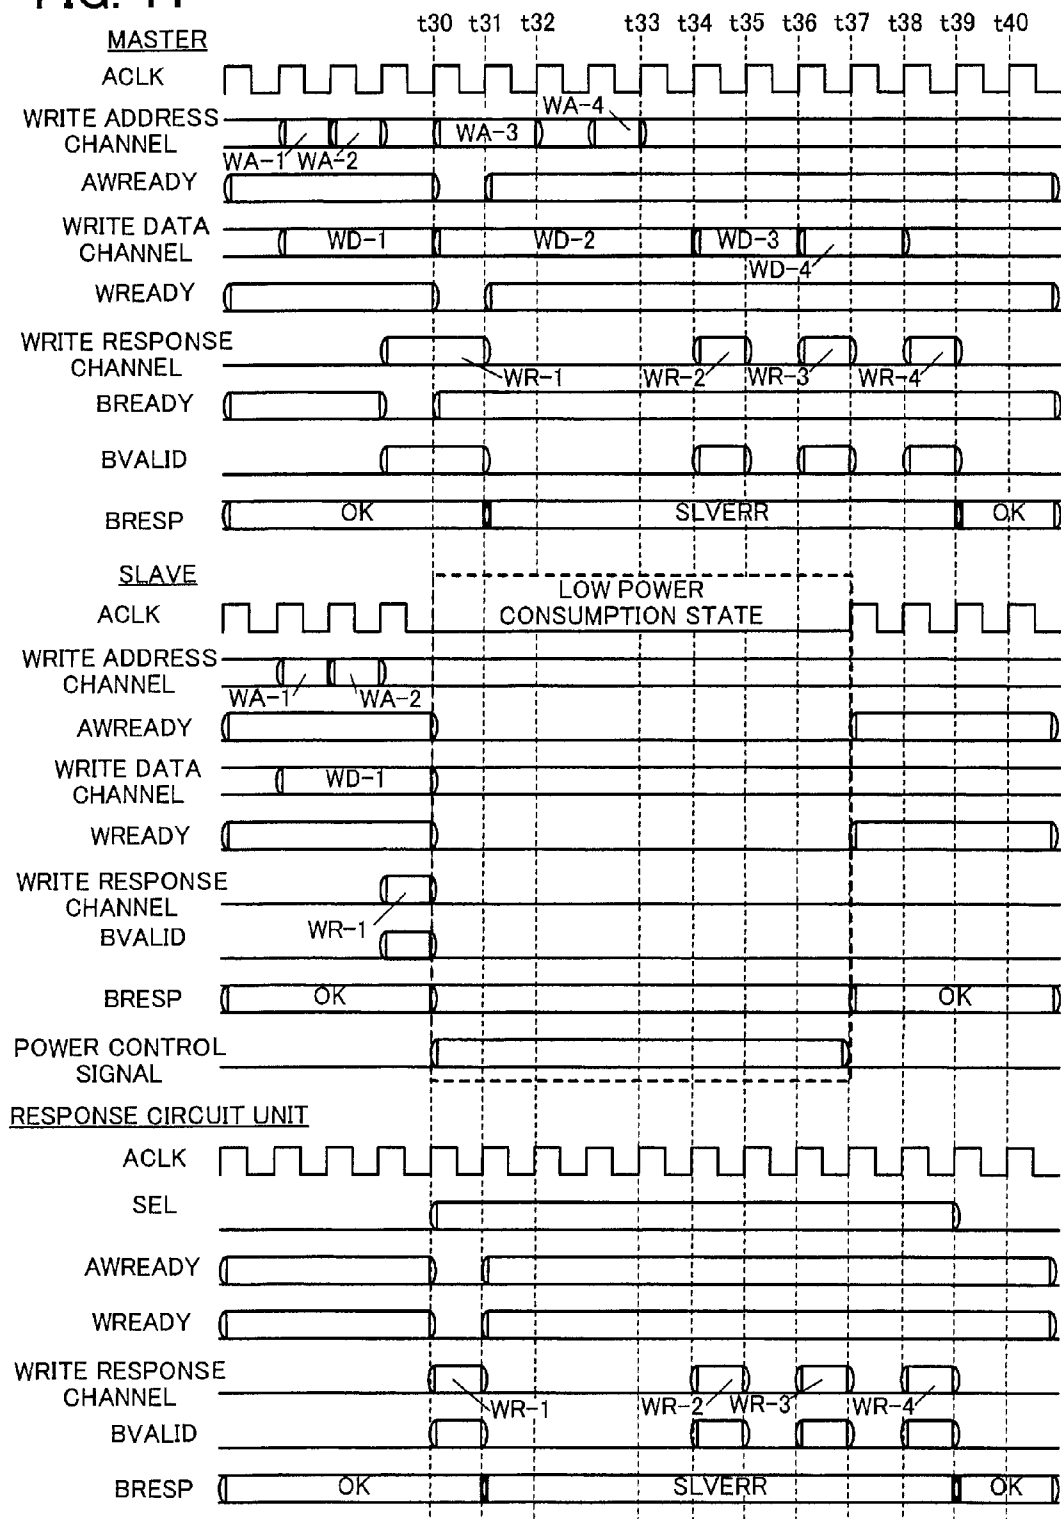 FIG. 11
t30 t31 t32 t33 t34 t35 t36 t37 t38 t39 t40
MASTER
ACLK
WA-4
WRITE ADDRESS
CHANNEL
WA-3
WA-1 WA-2
AWREADY
WRITE DATA
CHANNEL
WD-1 WD-2 WD-3
WD-4
WREADY
WRITE RESPONSE
CHANNEL
WR-1 WR-2 WR-3 WR-4
BREADY
BVALID
BRESP OK SLVERR OK
SLAVE
LOW POWER
CONSUMPTION STATE
ACLK
WRITE ADDRESS
CHANNEL
WA-1 WA-2
AWREADY
WRITE DATA
CHANNEL
WD-1
WREADY
WRITE RESPONSE
CHANNEL
WR-1
BVALID
BRESP OK OK
POWER CONTROL
SIGNAL
RESPONSE CIRCUIT UNIT
ACLK
SEL
AWREADY
WREADY
WRITE RESPONSE
CHANNEL
WR-1 WR-2 WR-3 WR-4
BVALID
BRESP OK SLVERR OK